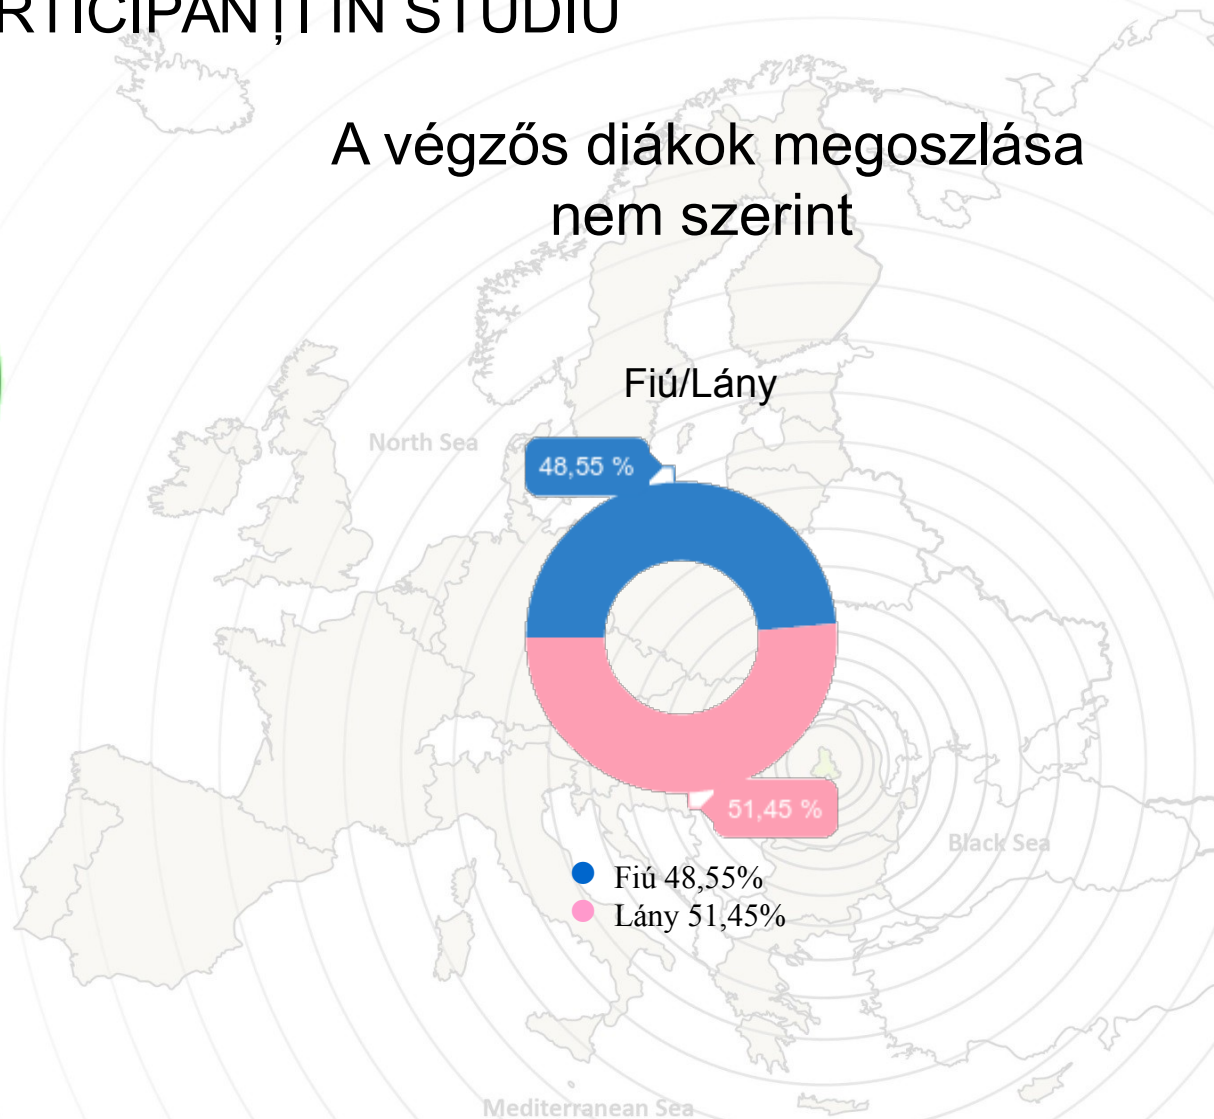 RTICIPANȚI ÎN STUDIU
A végzős diákok megoszlása
nem szerint
Fiú/Lány
North Sea
48,55 %
51,45 %
Black Sea
Fiú 48,55%
Lány 51,45%
Mediterranean Sea